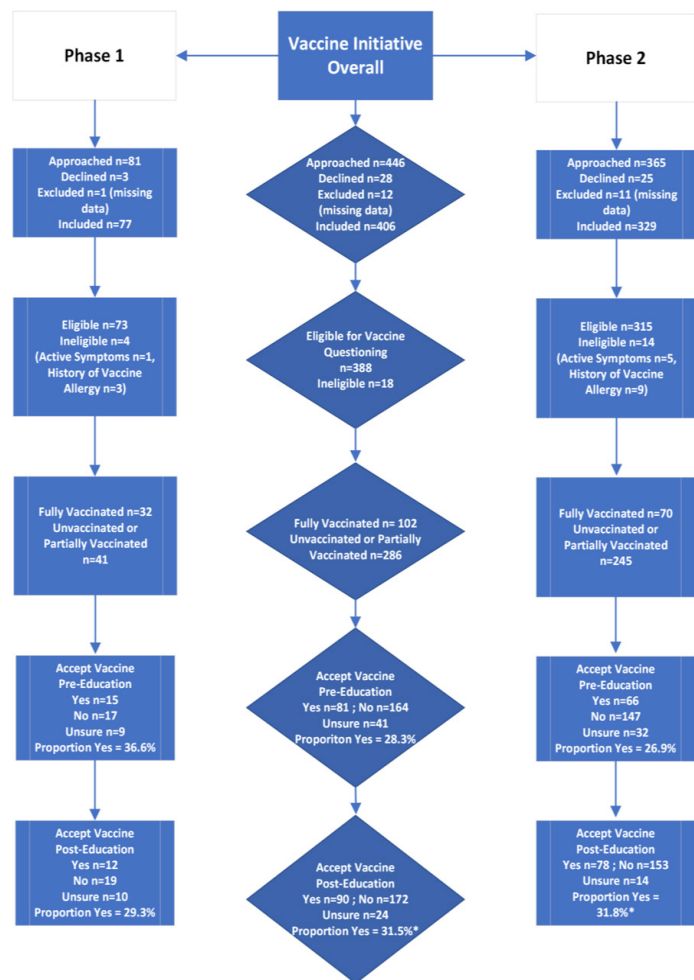 Phase 1
Vaccine Initiative
Overall
Phase 2
Approached n=81
Declined n=3
Excluded n=1 (missing
data)
Included n=77
Approached n=446
Declined n=28
Excluded n=12
(missing data)
Included n=406
Approached n=365
Declined n=25
Excluded n=11 (missing
data)
Included n=329
Eligible n=73
Ineligible n=4
(Active Symptoms n=1,
History of Vaccine
Allergy n=3)
Eligible for Vaccine
Questioning
n=388
Ineligible n=18
Eligible n=315
Ineligible n=14
(Active Symptoms n=5,
History of Vaccine
Allergy n=9)
Fully Vaccinated n=32
Unvaccinated or
Partially Vaccinated
n=41
Fully Vaccinated n= 102
Unvaccinated or Partially
Vaccinated n=286
Fully Vaccinated n=70
Unvaccinated or
Partially Vaccinated
n=245
Accept Vaccine
Pre-Education
Yes n=15
No n=17
Unsure n=9
Proportion Yes = 36.6%
Accept Vaccine
Pre-Education
Yes n=81 ; No n=164
Unsure n=41
Proporiton Yes = 28.3%
Accept Vaccine
Pre-Education
Yes n=66
No n=147
Unsure n=32
Proportion Yes = 26.9%
Accept Vaccine
Post-Education
Yes n=12
No n=19
Unsure n=10
Proportion Yes = 29.3%
Accept Vaccine
Post-Education
Yes n=90 ; No n=172
Unsure n=24
Proportion Yes = 31.5%*
Accept Vaccine
Post-Education
Yes n=78 ; No n=153
Unsure n=14
Proportion Yes =
31.8%*